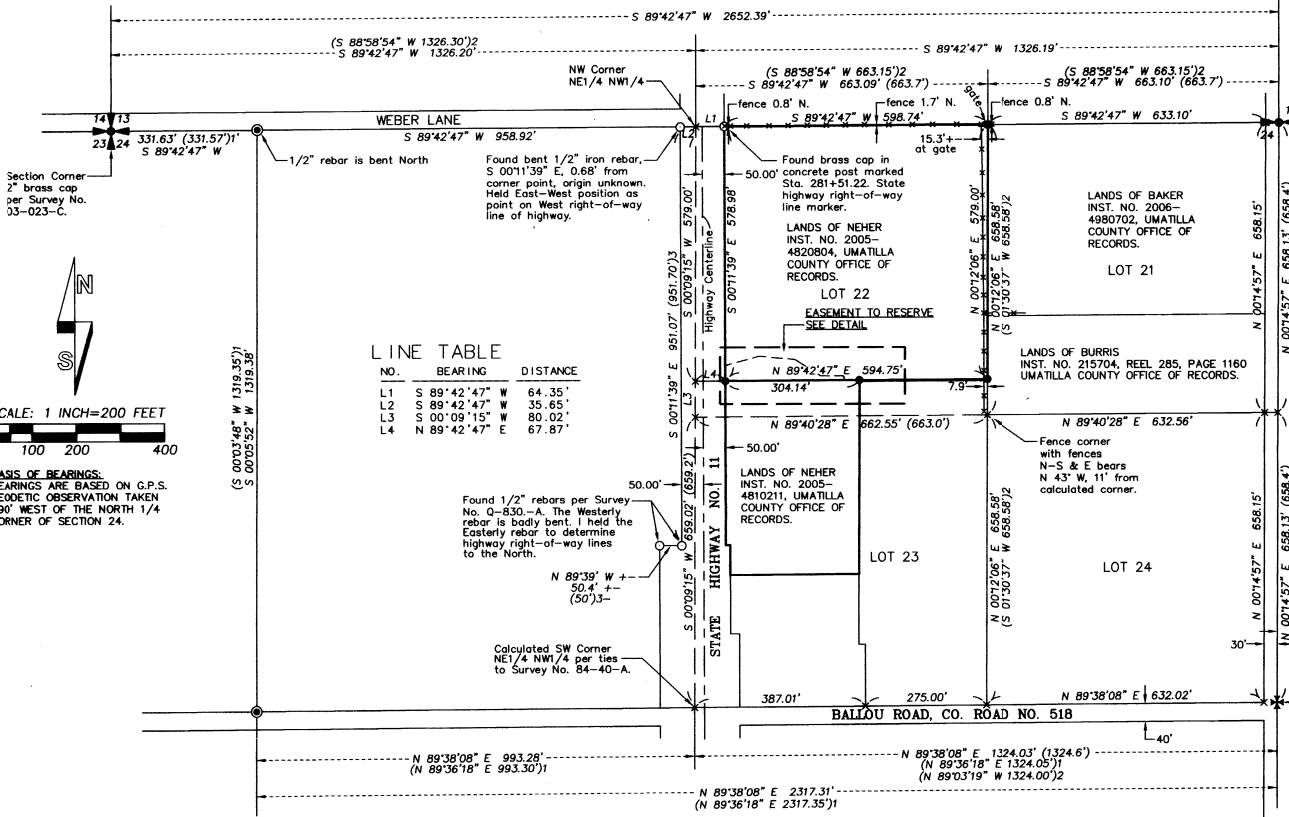 S 89°42'47" W 2652.39'
(S 88°58'54" W 1326.30')2
S 89°42'47" W 1326.20'
S 89°42'47" W 1326.19'
NW Corner
NE1/4 NW1/4
(S 88°58'54" W 663.15')2
S 89°42'47" W 663.09' (663.7')
(S 88°58'54" W 663.15')2
S 89°42'47" W 663.10' (663.7')
gate
fence 0.8' N.
fence 1.7' N.
fence 0.8' N.
14 13
23 24
331.63' (331.57')1
S 89°42'47" W
WEBER LANE
S 89°42'47" W 958.92'
L1
L2
S 89°42'47" W 598.74'
S 89°42'47" W 633.10'
24
15.3'+
at gate
1/2" rebar is bent North
Section Corner
2" brass cap
per Survey No.
03-023-C.
Found bent 1/2" iron rebar,
S 00°11'39" E, 0.68' from
corner point, origin unknown.
Held East-West position as
point on West right-of-way
line of highway.
50.00'
Found brass cap in
concrete post marked
Sta. 281+51.22. State
highway right-of-way
line marker.
LANDS OF NEHER
INST. NO. 2005-
4820804, UMATILLA
COUNTY OFFICE OF
RECORDS.
LOT 22
EASEMENT TO RESERVE
SEE DETAIL
LANDS OF BAKER
INST. NO. 2006-
4980702, UMATILLA
COUNTY OFFICE OF
RECORDS.
LOT 21
N
S
S 00°11'39" E 951.07' (951.70')3
S 00°09'15" W 579.00'
Highway Centerline
S 00°11'39" E 578.98'
N 00°12'06" E 579.00'
N 00°12'06" E 658.58'
(S 01°30'37" W 658.58')2
N 00°14'57" E 658.15'
N 00°14'57" E 658.13' (658.4')
LINE TABLE
NO. BEARING DISTANCE
L1 S 89°42'47" W 64.35'
L2 S 89°42'47" W 35.65'
L3 S 00°09'15" W 80.02'
L4 N 89°42'47" E 67.87'
(S 00°03'48" W 1319.35')1
S 00°05'52" W 1319.38'
L4
L3
N 89°42'47" E 594.75'
304.14'
7.9'
LANDS OF BURRIS
INST. NO. 215704, REEL 285, PAGE 1160
UMATILLA COUNTY OFFICE OF RECORDS.
CALE: 1 INCH=200 FEET
100 200 400
ASIS OF BEARINGS:
EARINGS ARE BASED ON G.P.S.
EODETIC OBSERVATION TAKEN
90' WEST OF THE NORTH 1/4
ORNER OF SECTION 24.
N 89°40'28" E 662.55' (663.0')
N 89°40'28" E 632.56'
50.00'
Fence corner
with fences
N-S & E bears
N 43° W, 11' from
calculated corner.
LANDS OF NEHER
INST. NO. 2005-
4810211, UMATILLA
COUNTY OFFICE OF
RECORDS.
50.00'
Found 1/2" rebars per Survey
No. Q-830.-A. The Westerly
rebar is badly bent. I held the
Easterly rebar to determine
highway right-of-way lines
to the North.
N 89°39' W +-
50.4' +-
(50')3-
S 00°09'15" W 659.02' (659.2')
STATE HIGHWAY NO. 11
LOT 23
N 00°12'06" E 658.58'
(S 01°30'37" W 658.58')2
LOT 24
N 00°14'57" E 658.15'
N 00°14'57" E 658.13' (658.4')
30'
Calculated SW Corner
NE1/4 NW1/4 per ties
to Survey No. 84-40-A.
387.01'
275.00'
N 89°38'08" E 632.02'
BALLOU ROAD, CO. ROAD NO. 518
40'
N 89°38'08" E 993.28'
(N 89°36'18" E 993.30')1
N 89°38'08" E 1324.03' (1324.6')
(N 89°36'18" E 1324.05')1
(N 89°03'19" W 1324.00')2
N 89°38'08" E 2317.31'
(N 89°36'18" E 2317.35')1